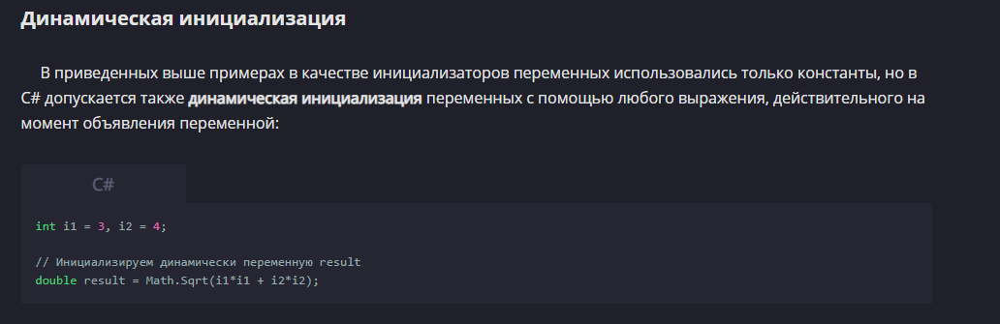 Динамическая инициализация
В приведенных выше примерах в качестве инициализаторов переменных использовались только константы, но в
C# допускается также динамическая инициализация переменных с помощью любого выражения, действительного на
момент объявления переменной:
C#
int i1 = 3, i2 = 4;
// Инициализируем динамически переменную result
double result = Math.Sqrt(i1*i1 + i2*i2);